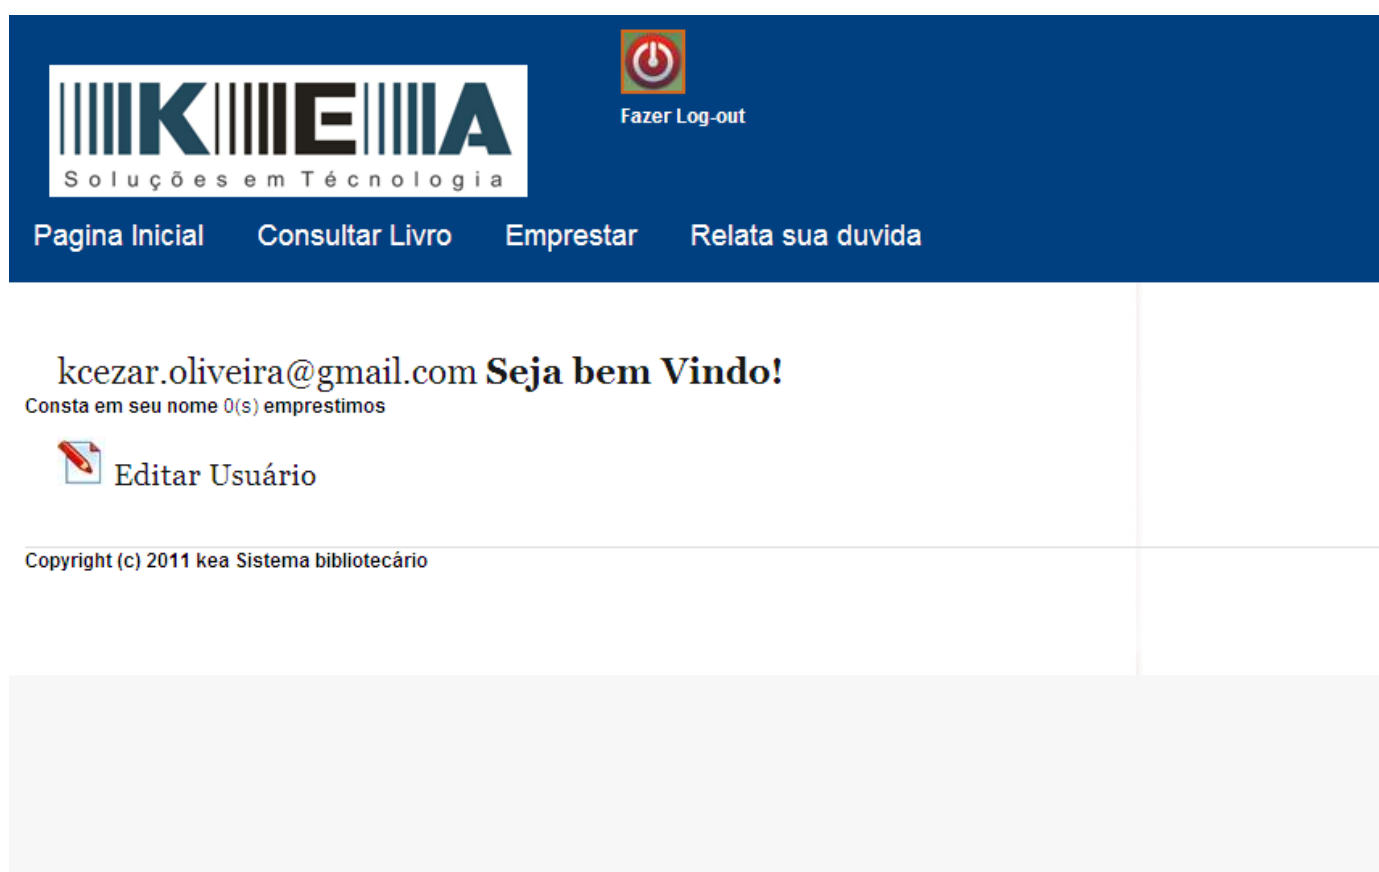 Fazer Log-out
KEA
Soluções em Técnologia
Pagina Inicial Consultar Livro Emprestar Relata sua duvida
kcezar.oliveira@gmail.com Seja bem Vindo!
Consta em seu nome 0(s) emprestimos
Editar Usuário
Copyright (c) 2011 kea Sistema bibliotecário